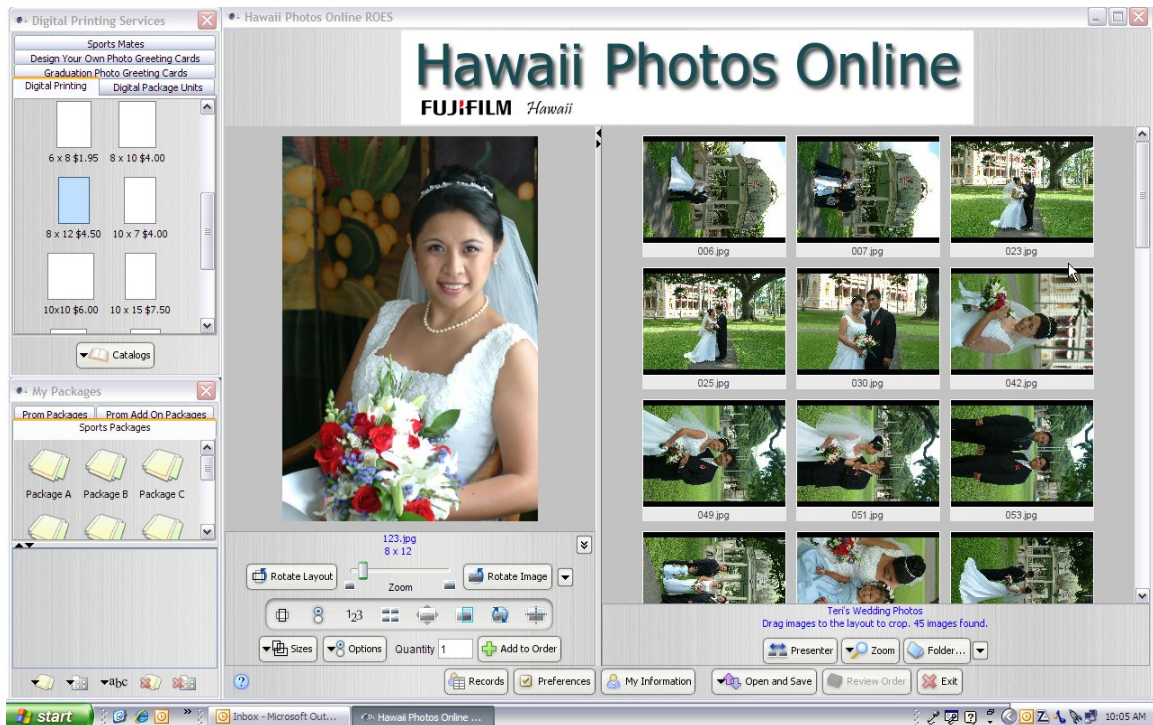 Digital Printing Services
Sports Mates
Design Your Own Photo Greeting Cards
Graduation Photo Greeting Cards
Digital Printing
Digital Package Units
6 x 8 $1.95
8 x 10 $4.00
8 x 12 $4.50
10 x 7 $4.00
10x10 $6.00
10 x 15 $7.50
Catalogs
My Packages
Prom Packages
Prom Add On Packages
Sports Packages
Package A
Package B
Package C
abc
Hawaii Photos Online ROES
Hawaii Photos Online
FUJIFILM Hawaii
123.jpg
8 x 12
Rotate Layout
Zoom
Rotate Image
123
Sizes
Options
Quantity 1
Add to Order
006.jpg
007.jpg
023.jpg
025.jpg
030.jpg
042.jpg
049.jpg
051.jpg
053.jpg
Teri's Wedding Photos
Drag images to the layout to crop. 45 images found.
Presenter
Zoom
Folder...
Records
Preferences
My Information
Open and Save
Review Order
Exit
start
Inbox - Microsoft Out...
Hawaii Photos Online ...
10:05 AM